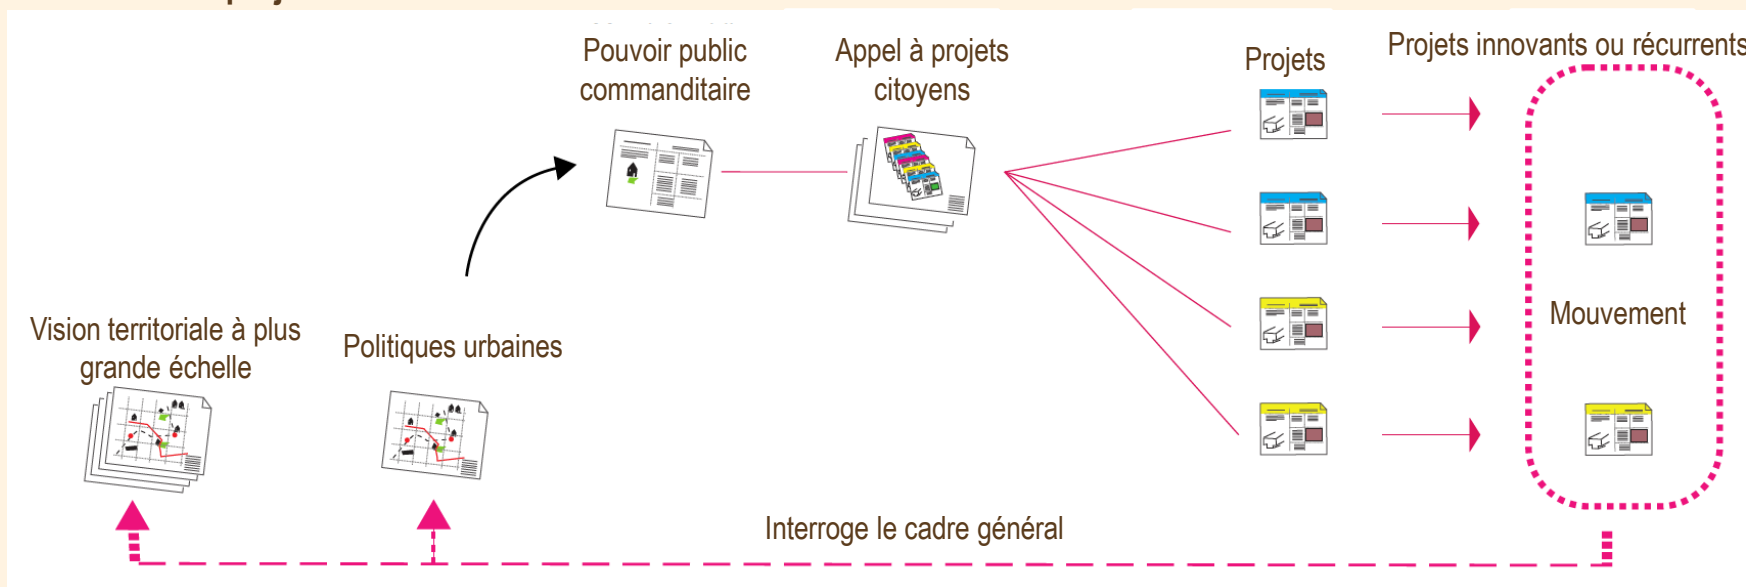 Pouvoir public
commanditaire
Appel à projets
citoyens
Projets
Projets innovants ou récurrents
Mouvement
Vision territoriale à plus
grande échelle
Politiques urbaines
Interroge le cadre général